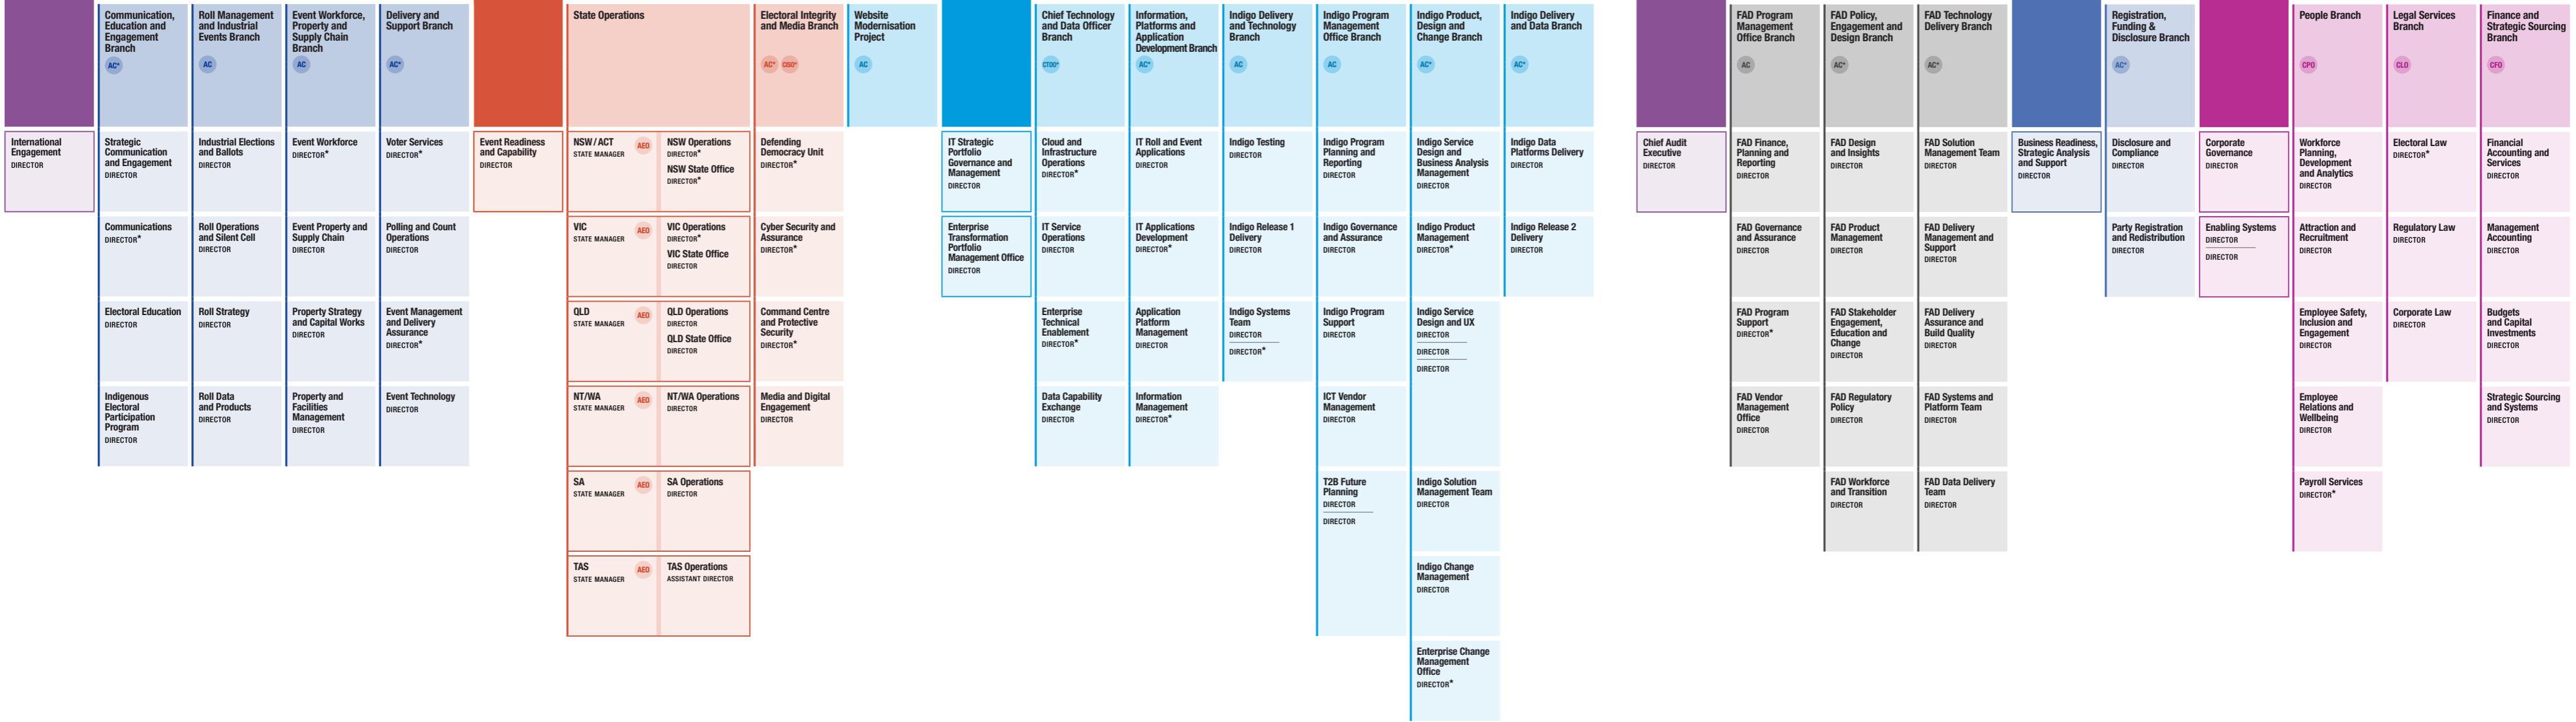 International
Engagement
DIRECTOR
Communication,
Education and
Engagement
Branch
AC*
Strategic
Communication
and Engagement
DIRECTOR
Communications
DIRECTOR*
Electoral Education
DIRECTOR
Indigenous
Electoral
Participation
Program
DIRECTOR
Roll Management
and Industrial
Events Branch
AC
Industrial Elections
and Ballots
DIRECTOR
Roll Operations
and Silent Cell
DIRECTOR
Roll Strategy
DIRECTOR
Roll Data
and Products
DIRECTOR
Event Workforce,
Property and
Supply Chain
Branch
AC
Event Workforce
DIRECTOR*
Event Property and
Supply Chain
DIRECTOR
Property Strategy
and Capital Works
DIRECTOR
Property and
Facilities
Management
DIRECTOR
Delivery and
Support Branch
AC*
Voter Services
DIRECTOR*
Polling and Count
Operations
DIRECTOR
Event Management
and Delivery
Assurance
DIRECTOR*
Event Technology
DIRECTOR
Event Readiness
and Capability
DIRECTOR
State Operations
NSW/ACT
STATE MANAGER
AEO
NSW Operations
DIRECTOR*
NSW State Office
DIRECTOR*
VIC
STATE MANAGER
AEO
VIC Operations
DIRECTOR*
VIC State Office
DIRECTOR
QLD
STATE MANAGER
AEO
QLD Operations
DIRECTOR
QLD State Office
DIRECTOR
NT/WA
STATE MANAGER
AEO
NT/WA Operations
DIRECTOR
SA
STATE MANAGER
AEO
SA Operations
DIRECTOR
TAS
STATE MANAGER
AEO
TAS Operations
ASSISTANT DIRECTOR
Electoral Integrity
and Media Branch
AC* CISO*
Defending
Democracy Unit
DIRECTOR*
Cyber Security and
Assurance
DIRECTOR*
Command Centre
and Protective
Security
DIRECTOR*
Media and Digital
Engagement
DIRECTOR
Website
Modernisation
Project
AC
IT Strategic
Portfolio
Governance and
Management
DIRECTOR
Enterprise
Transformation
Portfolio
Management Office
DIRECTOR
Chief Technology
and Data Officer
Branch
CTDO*
Cloud and
Infrastructure
Operations
DIRECTOR*
IT Service
Operations
DIRECTOR
Enterprise
Technical
Enablement
DIRECTOR*
Data Capability
Exchange
DIRECTOR
Information,
Platforms and
Application
Development Branch
AC*
IT Roll and Event
Applications
DIRECTOR
IT Applications
Development
DIRECTOR*
Application
Platform
Management
DIRECTOR
Information
Management
DIRECTOR*
Indigo Delivery
and Technology
Branch
AC
Indigo Testing
DIRECTOR
Indigo Release 1
Delivery
DIRECTOR
Indigo Systems
Team
DIRECTOR
DIRECTOR*
Indigo Program
Management
Office Branch
AC
Indigo Program
Planning and
Reporting
DIRECTOR
Indigo Governance
and Assurance
DIRECTOR
Indigo Program
Support
DIRECTOR
ICT Vendor
Management
DIRECTOR
T2B Future
Planning
DIRECTOR
DIRECTOR
Indigo Product,
Design and
Change Branch
AC*
Indigo Service
Design and
Business Analysis
Management
DIRECTOR
Indigo Product
Management
DIRECTOR*
Indigo Service
Design and UX
DIRECTOR
DIRECTOR
DIRECTOR
Indigo Solution
Management Team
DIRECTOR
Indigo Change
Management
DIRECTOR
Enterprise Change
Management
Office
DIRECTOR*
Indigo Delivery
and Data Branch
AC*
Indigo Data
Platforms Delivery
DIRECTOR
Indigo Release 2
Delivery
DIRECTOR
Chief Audit
Executive
DIRECTOR
FAD Program
Management
Office Branch
AC
FAD Finance,
Planning and
Reporting
DIRECTOR
FAD Governance
and Assurance
DIRECTOR
FAD Program
Support
DIRECTOR*
FAD Vendor
Management
Office
DIRECTOR
FAD Policy,
Engagement and
Design Branch
AC*
FAD Design
and Insights
DIRECTOR
FAD Product
Management
DIRECTOR
FAD Stakeholder
Engagement,
Education and
Change
DIRECTOR
FAD Regulatory
Policy
DIRECTOR
FAD Workforce
and Transition
DIRECTOR
FAD Technology
Delivery Branch
AC*
FAD Solution
Management Team
DIRECTOR
FAD Delivery
Management and
Support
DIRECTOR
FAD Delivery
Assurance and
Build Quality
DIRECTOR
FAD Systems and
Platform Team
DIRECTOR
FAD Data Delivery
Team
DIRECTOR
Business Readiness,
Strategic Analysis
and Support
DIRECTOR
Registration,
Funding &
Disclosure Branch
AC*
Disclosure and
Compliance
DIRECTOR
Party Registration
and Redistribution
DIRECTOR
Corporate
Governance
DIRECTOR
Enabling Systems
DIRECTOR
DIRECTOR
People Branch
CPO
Workforce
Planning,
Development
and Analytics
DIRECTOR
Attraction and
Recruitment
DIRECTOR
Employee Safety,
Inclusion and
Engagement
DIRECTOR
Employee
Relations and
Wellbeing
DIRECTOR
Payroll Services
DIRECTOR*
Legal Services
Branch
CLO
Electoral Law
DIRECTOR*
Regulatory Law
DIRECTOR
Corporate Law
DIRECTOR
Finance and
Strategic Sourcing
Branch
CFO
Financial
Accounting and
Services
DIRECTOR
Management
Accounting
DIRECTOR
Budgets
and Capital
Investments
DIRECTOR
Strategic Sourcing
and Systems
DIRECTOR